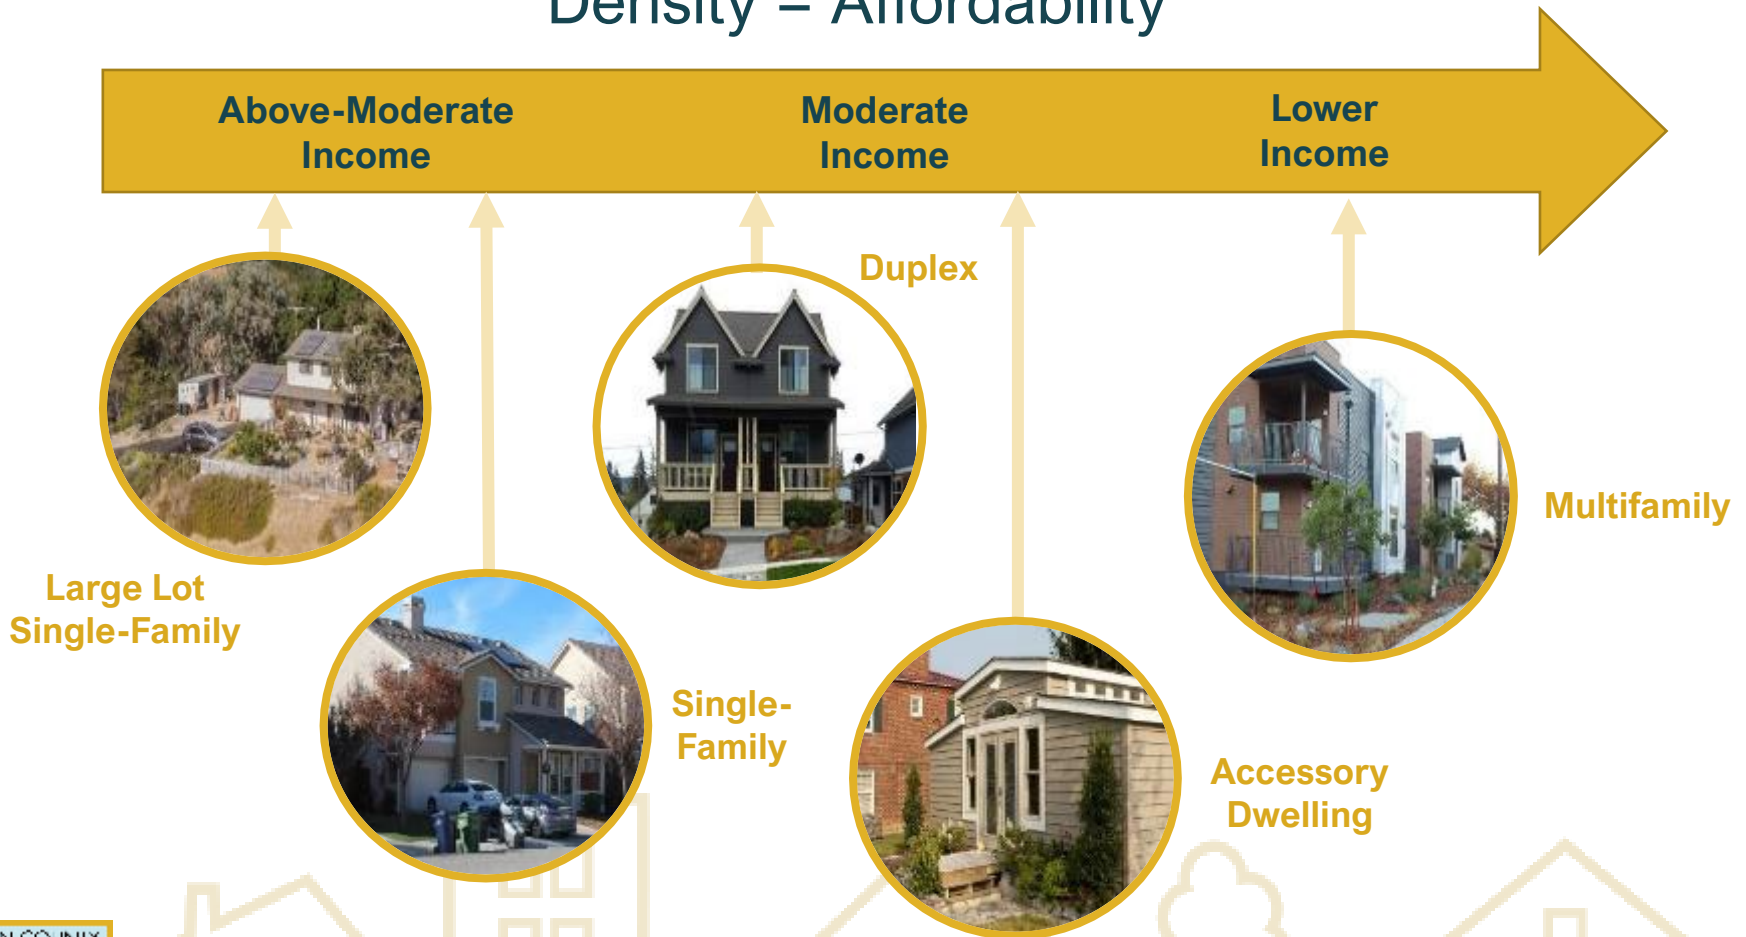 Density = Affordability
Above-Moderate
Income
Moderate
Income
Lower
Income
Duplex
Multifamily
Large Lot
Single-Family
Single-
Family
Accessory
Dwelling